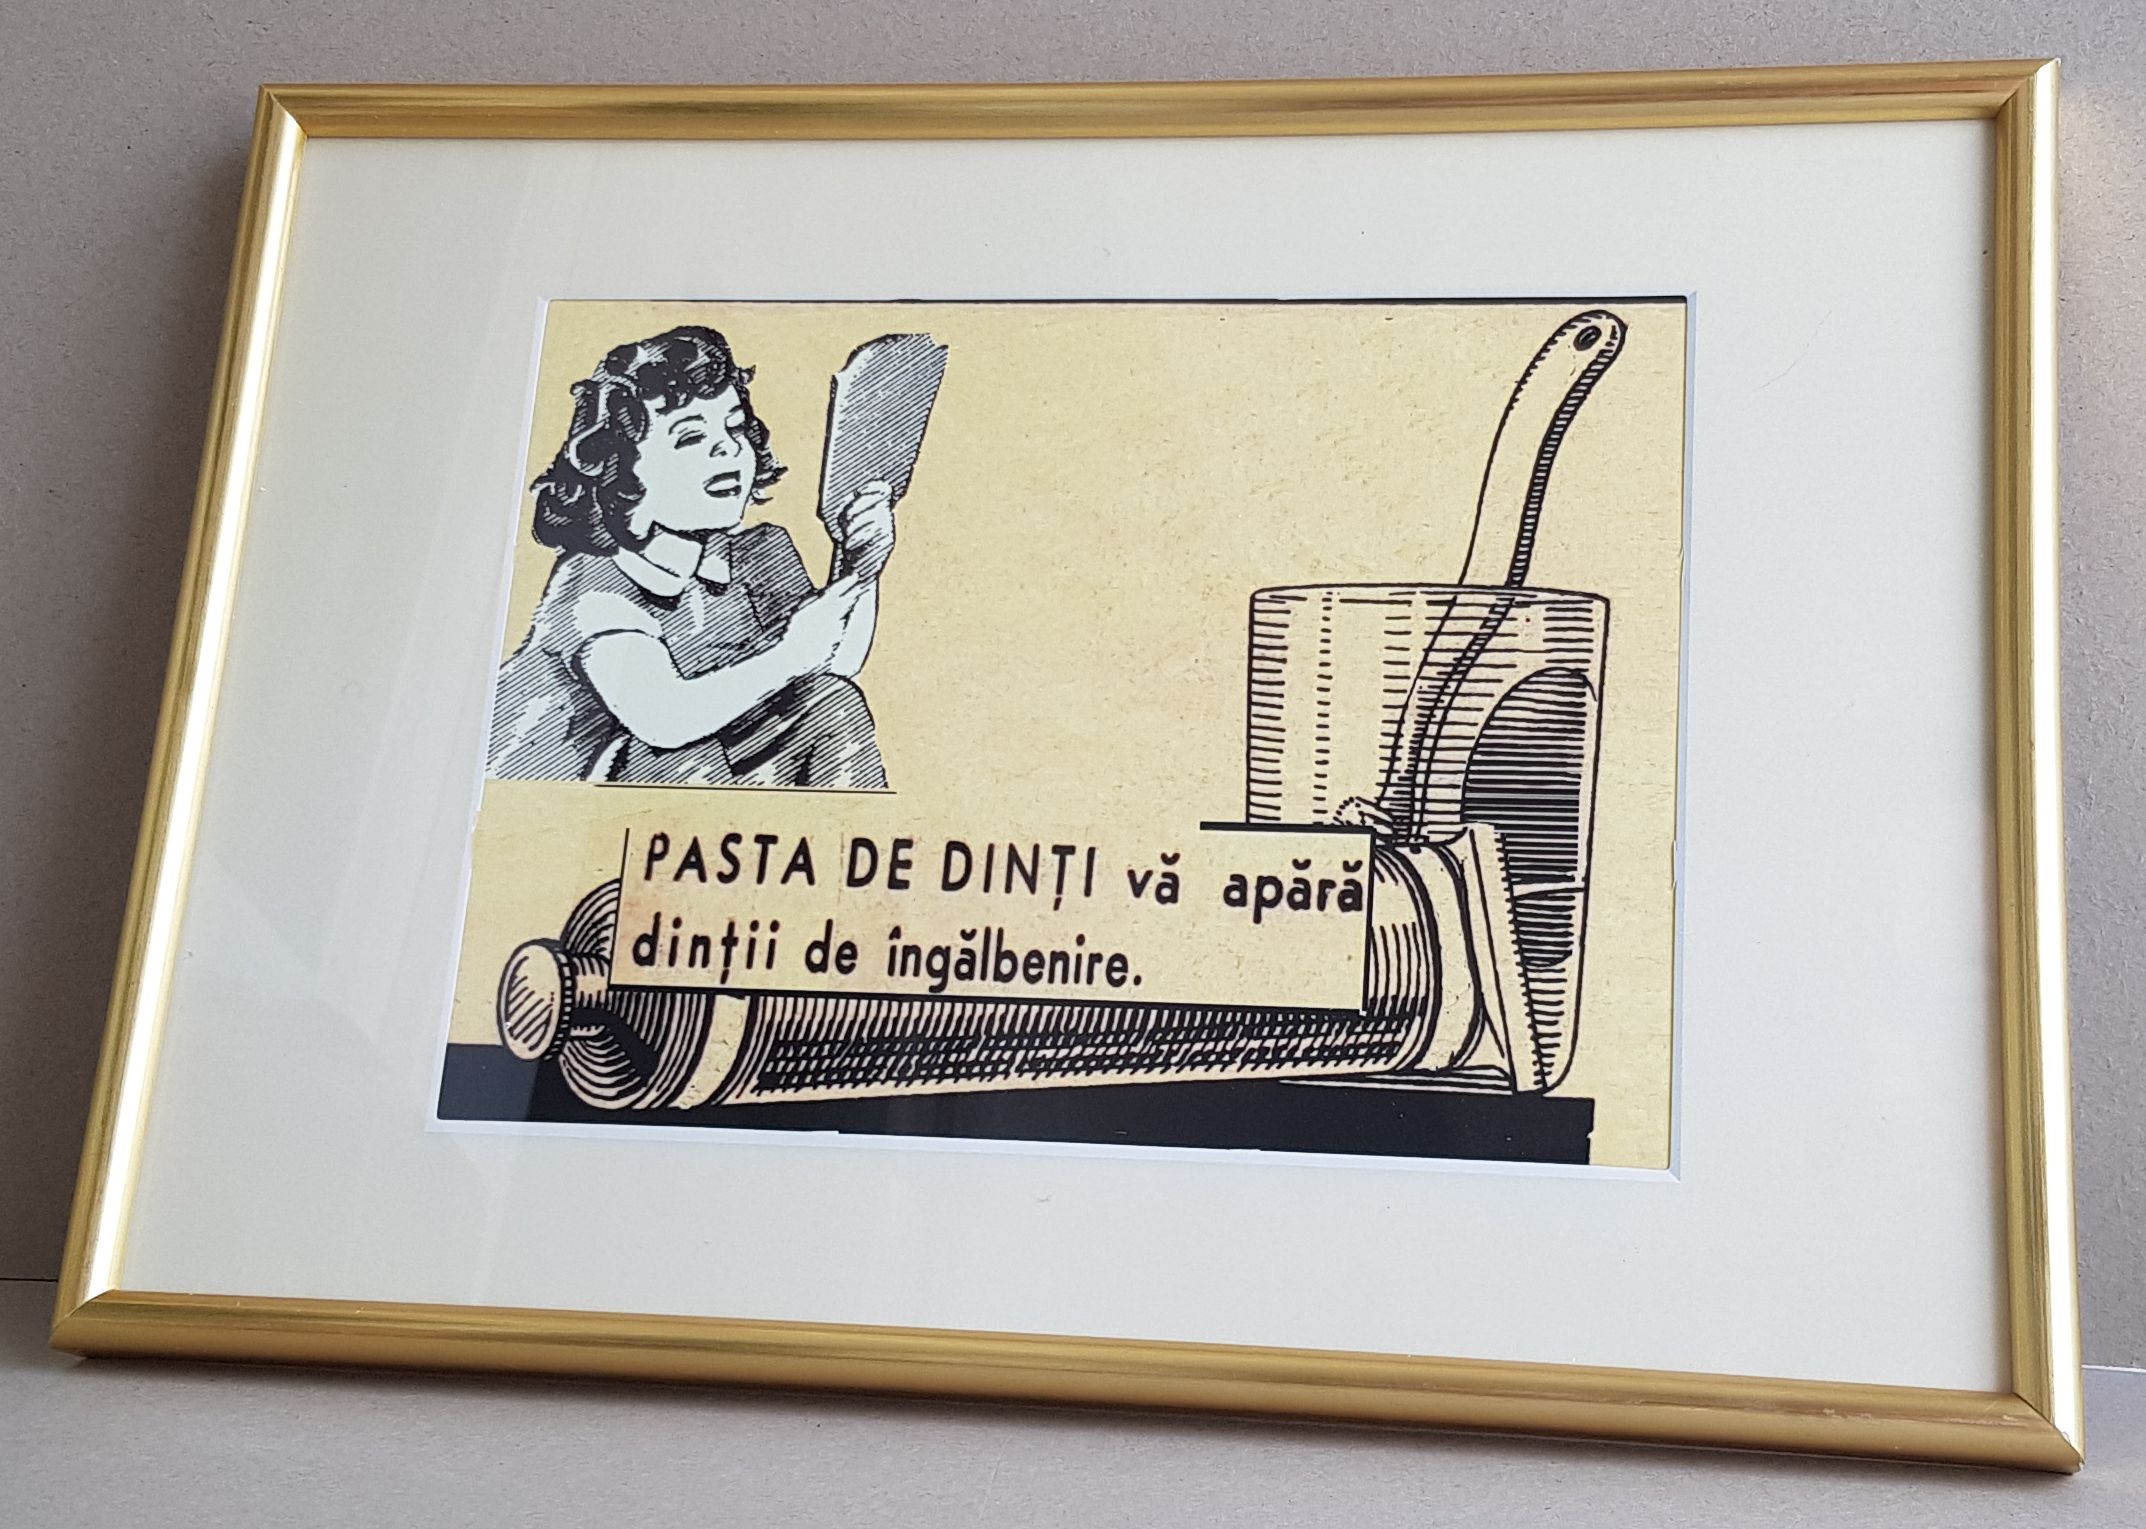 PASTA DE DINȚI vă apără
dinții de îngălbenire.